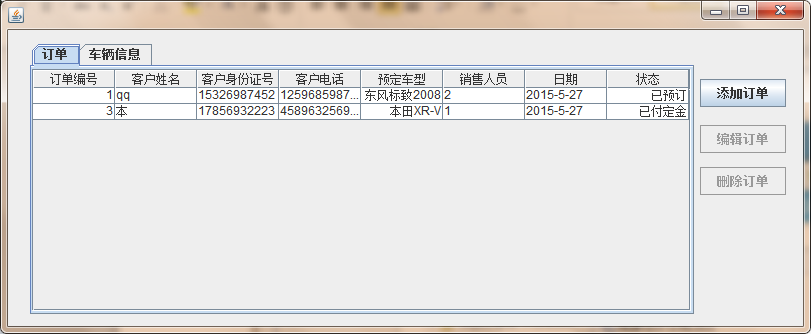 订单 车辆信息
订单编号 客户姓名 客户身份证号 客户电话 预定车型 销售人员 日期 状态
1 qq 15326987452 1259685987... 东风标致2008 2 2015-5-27 已预订
3 本 17856932223 4589632569... 本田XR-V 1 2015-5-27 已付定金
添加订单
编辑订单
删除订单